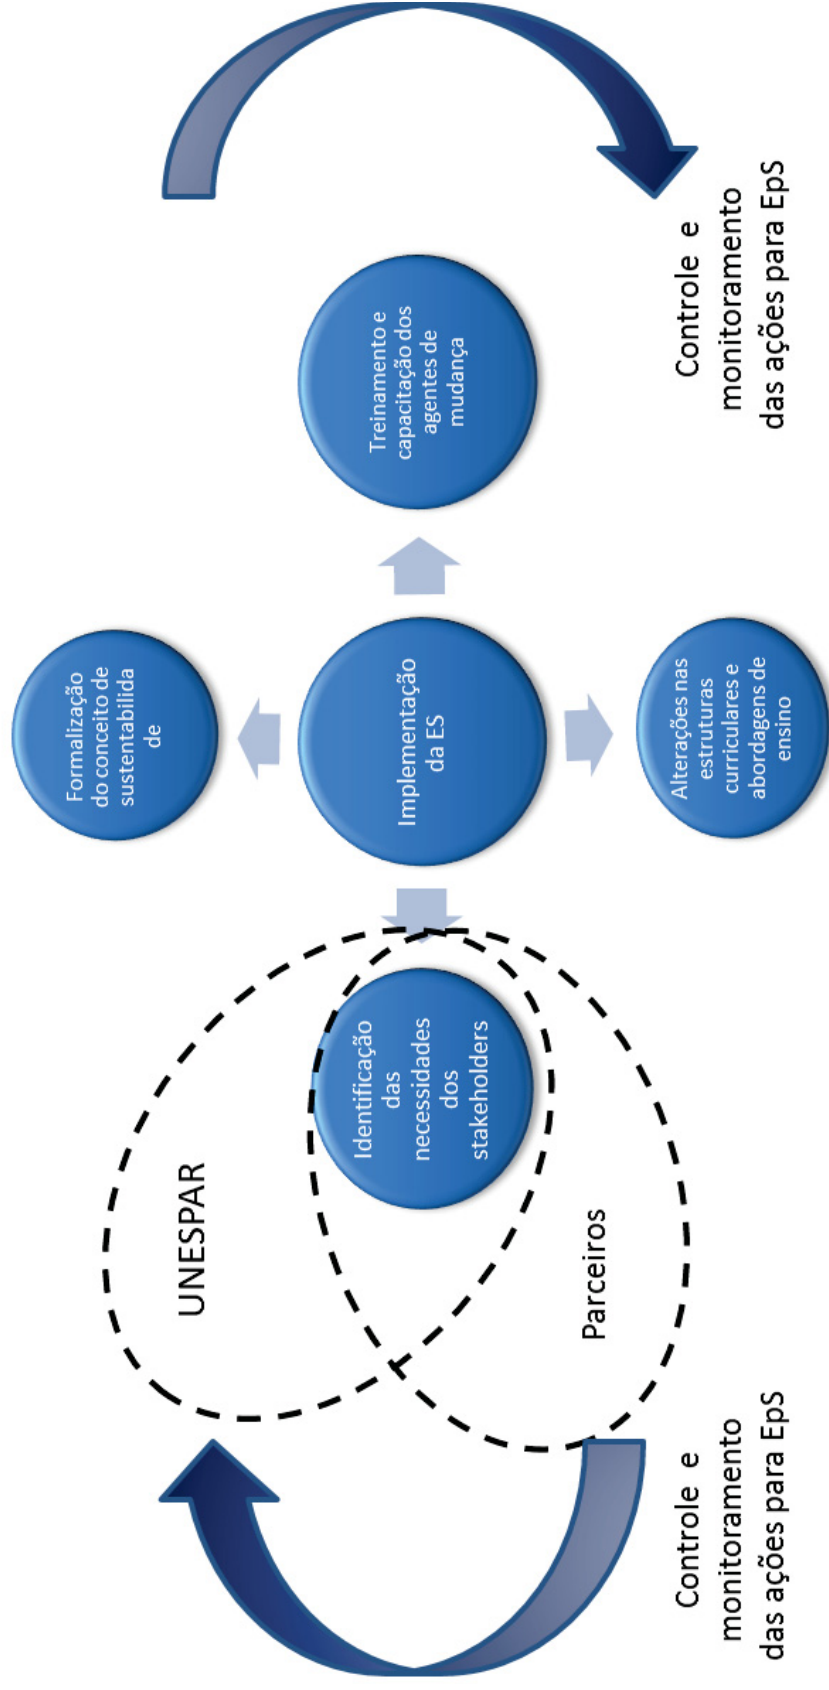 Formalização
do conceito de
sustentabilida
de
UNESPAR
Identificação
das
necessidades
dos
stakeholders
Implementação
da ES
Treinamento e
capacitação dos
agentes de
mudança
Parceiros
Alterações nas
estruturas
curriculares e
abordagens de
ensino
Controle e
monitoramento
das ações para EpS
Controle e
monitoramento
das ações para EpS